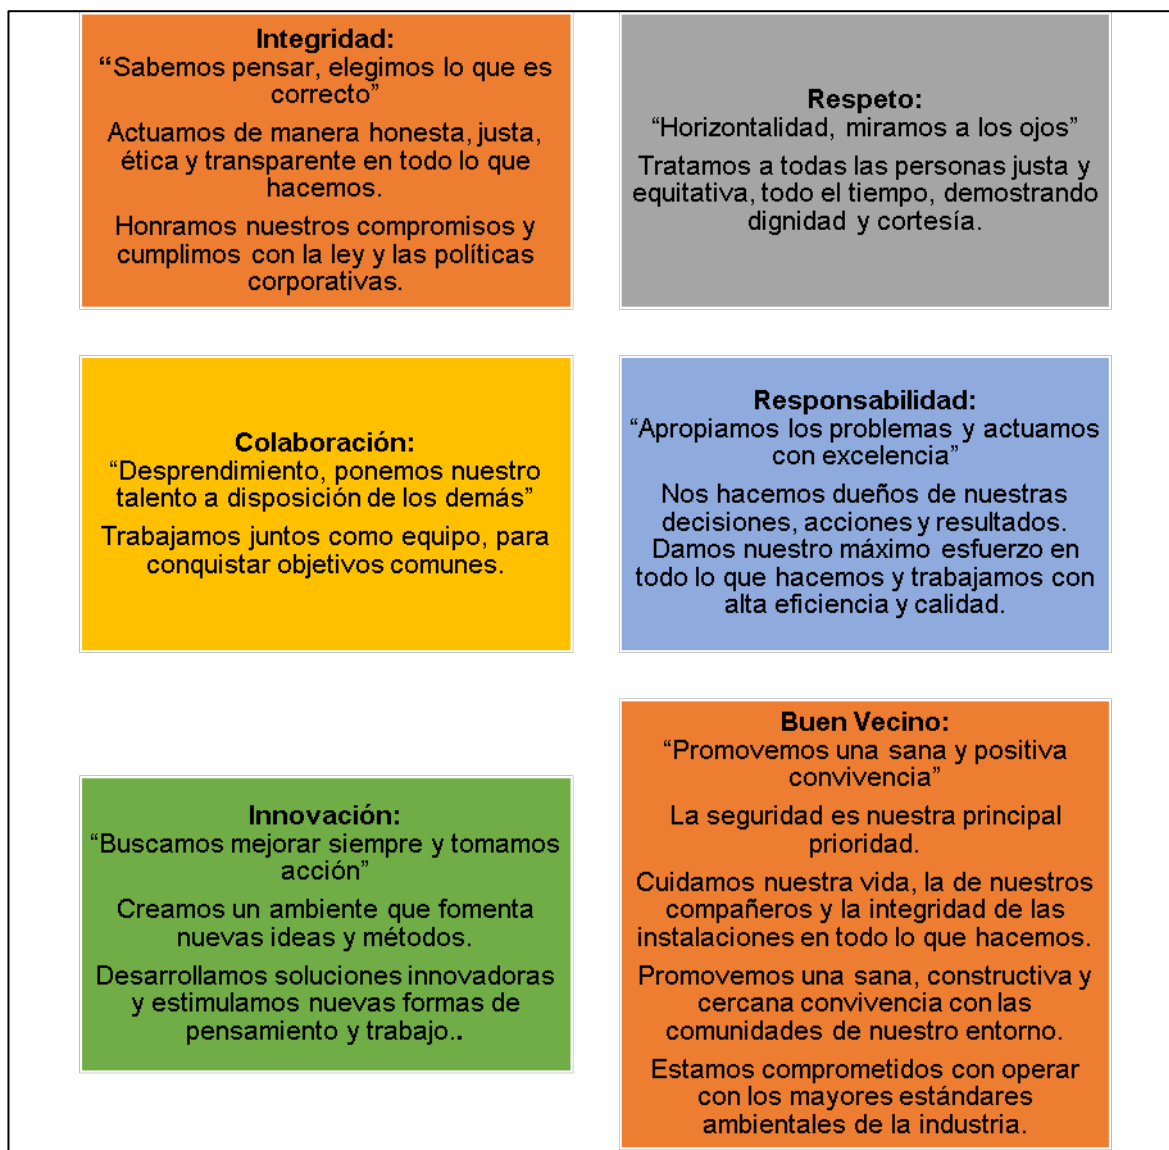 Integridad:
“Sabemos pensar, elegimos lo que es
correcto”
Actuamos de manera honesta, justa,
ética y transparente en todo lo que
hacemos.
Honramos nuestros compromisos y
cumplimos con la ley y las políticas
corporativas.
Respeto:
“Horizontalidad, miramos a los ojos”
Tratamos a todas las personas justa y
equitativa, todo el tiempo, demostrando
dignidad y cortesía.
Colaboración:
“Desprendimiento, ponemos nuestro
talento a disposición de los demás”
Trabajamos juntos como equipo, para
conquistar objetivos comunes.
Responsabilidad:
“Apropiamos los problemas y actuamos
con excelencia”
Nos hacemos dueños de nuestras
decisiones, acciones y resultados.
Damos nuestro máximo esfuerzo en
todo lo que hacemos y trabajamos con
alta eficiencia y calidad.
Innovación:
“Buscamos mejorar siempre y tomamos
acción”
Creamos un ambiente que fomenta
nuevas ideas y métodos.
Desarrollamos soluciones innovadoras
y estimulamos nuevas formas de
pensamiento y trabajo..
Buen Vecino:
“Promovemos una sana y positiva
convivencia”
La seguridad es nuestra principal
prioridad.
Cuidamos nuestra vida, la de nuestros
compañeros y la integridad de las
instalaciones en todo lo que hacemos.
Promovemos una sana, constructiva y
cercana convivencia con las
comunidades de nuestro entorno.
Estamos comprometidos con operar
con los mayores estándares
ambientales de la industria.